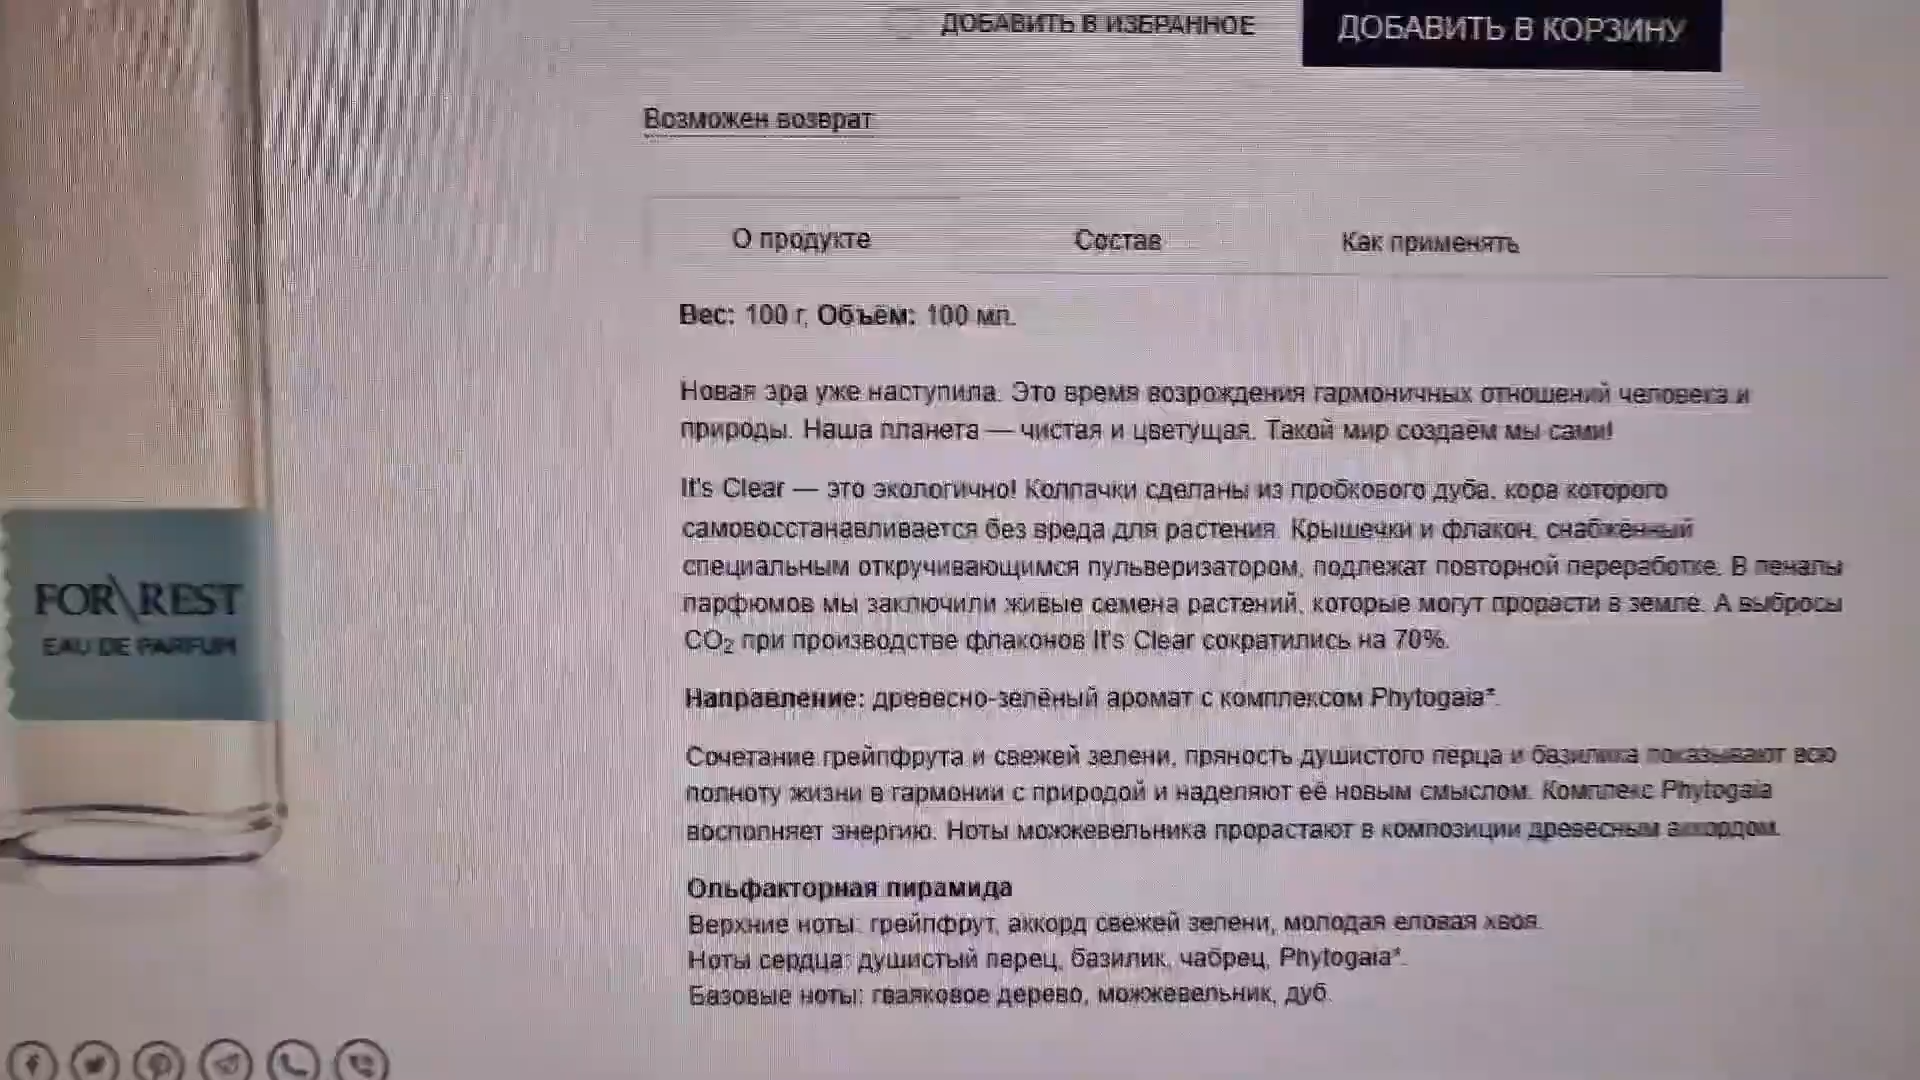 ДОБАВИТЬ В ИЗБРАННОЕ
ДОБАВИТЬ В КОРЗИНУ
Возможен возврат
О продукте
Состав
Как применять
Вес: 100 г, Объём: 100 мл.
Новая эра уже наступила. Это время возрождения гармоничных отношений человека и
природы. Наша планета — чистая и цветущая. Такой мир создаём мы сами!
It's Clear — это экологично! Колпачки сделаны из пробкового дуба, кора которого
самовосстанавливается без вреда для растения. Крышечки и флакон, снабжённый
специальным откручивающимся пульверизатором, подлежат повторной переработке. В пеналы
парфюмов мы заключили живые семена растений, которые могут прорасти в земле. А выбросы
CO₂ при производстве флаконов It's Clear сократились на 70%.
Направление: древесно-зелёный аромат с комплексом Phytogaia*.
Сочетание грейпфрута и свежей зелени, пряность душистого перца и базилика показывают всю
полноту жизни в гармонии с природой и наделяют её новым смыслом. Комплекс Phytogaia
восполняет энергию. Ноты можжевельника прорастают в композиции древесным аккордом.
Ольфакторная пирамида
Верхние ноты: грейпфрут, аккорд свежей зелени, молодая еловая хвоя.
Ноты сердца: душистый перец, базилик, чабрец, Phytogaia*.
Базовые ноты: гваяковое дерево, можжевельник, дуб.
FOR\REST
EAU DE PARFUM